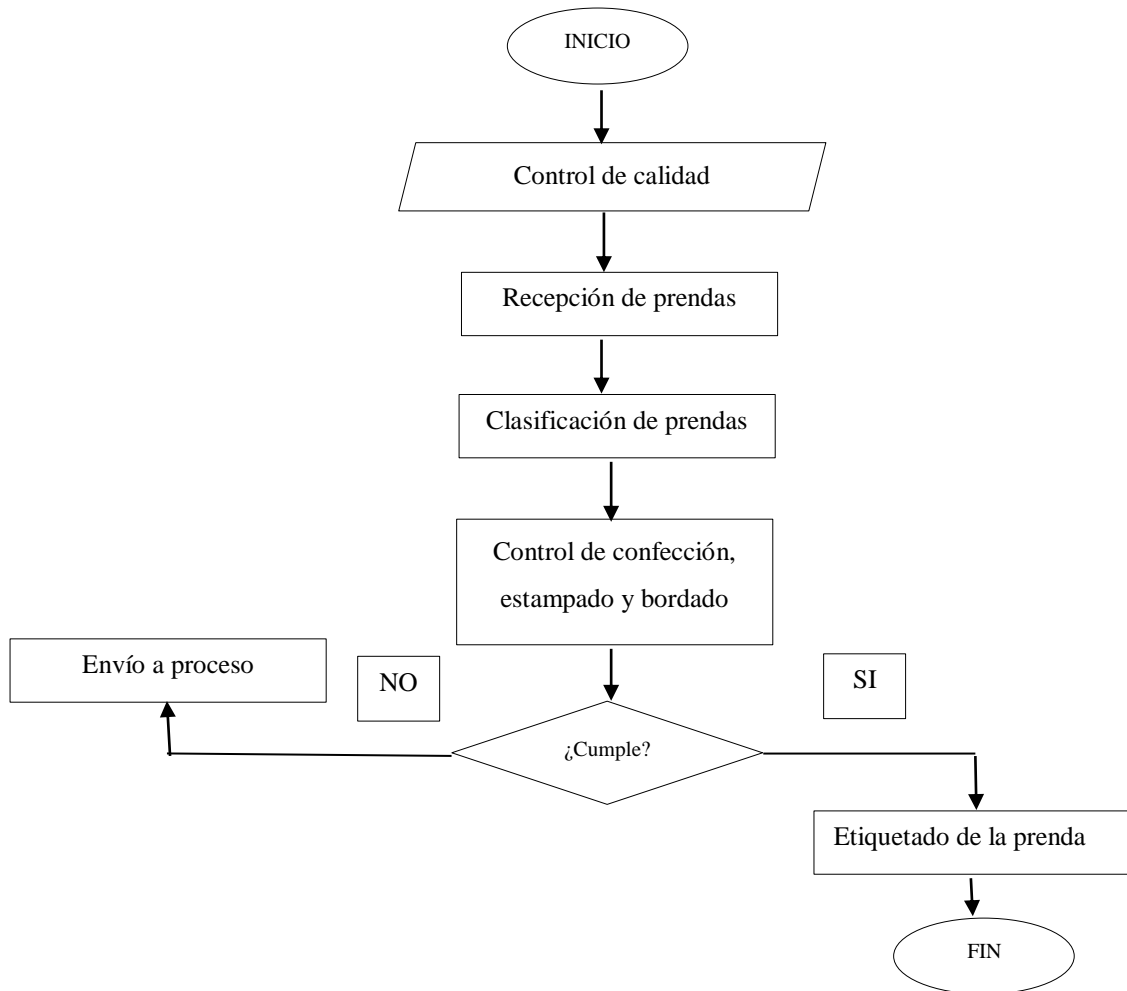 INICIO
Control de calidad
Recepción de prendas
Clasificación de prendas
Control de confección,
estampado y bordado
Envío a proceso
NO
SI
¿Cumple?
Etiquetado de la prenda
FIN